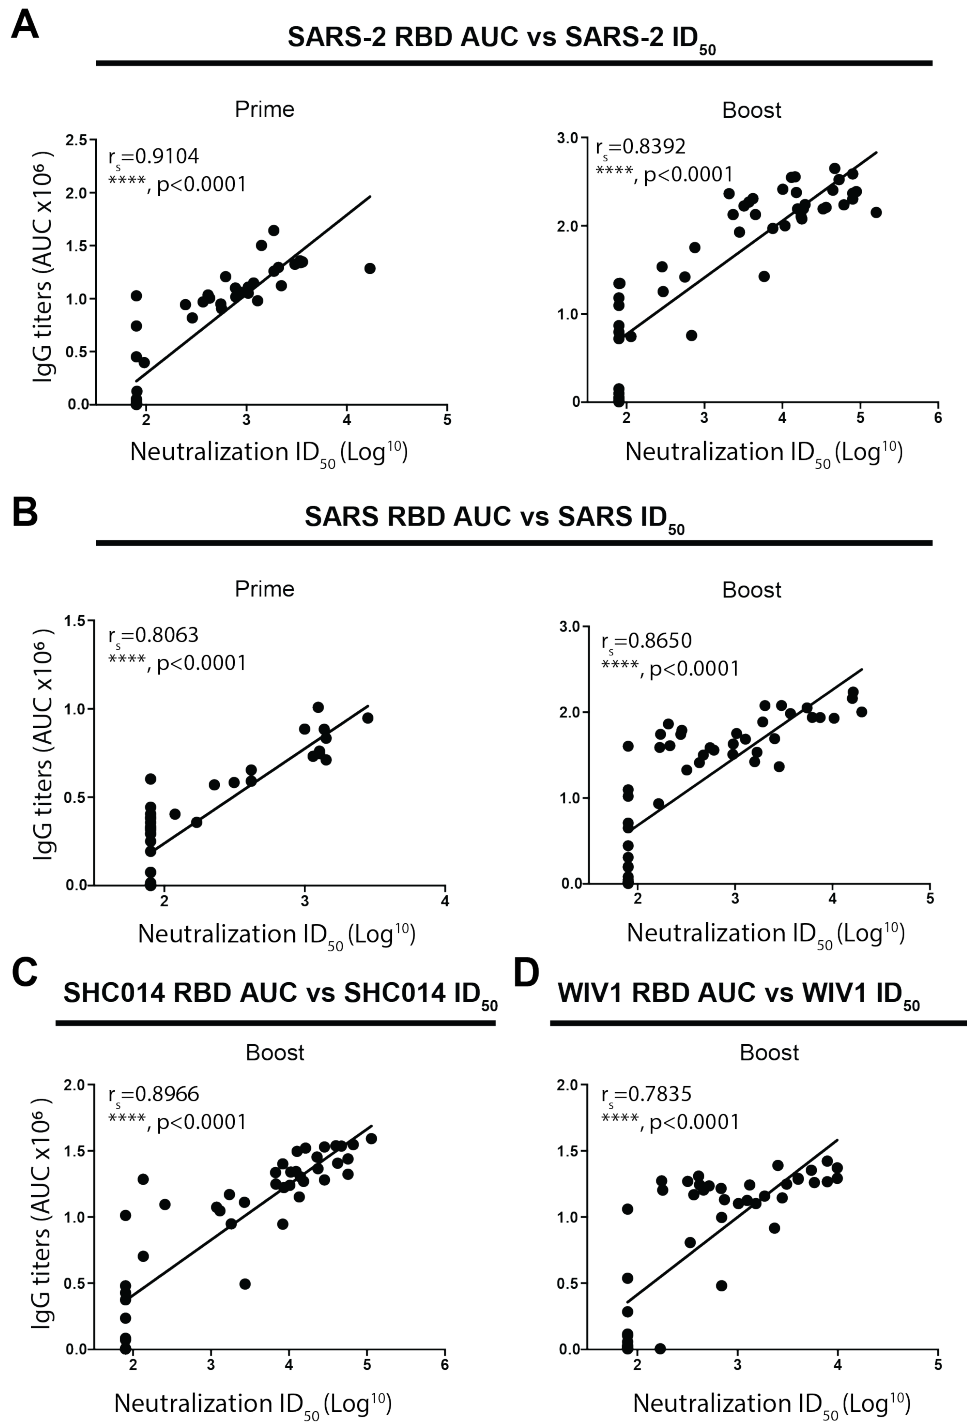 A
SARS-2 RBD AUC vs SARS-2 ID50
Prime
rs=0.9104
****, p<0.0001
IgG titers (AUC x10⁶ )
2.5
2.0
1.5
1.0
0.5
0.0
2 3 4 5
Neutralization ID50 (Log¹⁰)
Boost
rs=0.8392
****, p<0.0001
3.0
2.0
1.0
0
2 3 4 5 6
Neutralization ID50 (Log¹⁰)
B
SARS RBD AUC vs SARS ID50
Prime
rs=0.8063
****, p<0.0001
IgG titers (AUC x10⁶ )
1.5
1.0
0.5
0.0
2 3 4
Neutralization ID50 (Log¹⁰)
Boost
rs=0.8650
****, p<0.0001
3.0
2.0
1.0
0.0
2 3 4 5
Neutralization ID50 (Log¹⁰)
C
SHC014 RBD AUC vs SHC014 ID50
Boost
rs=0.8966
****, p<0.0001
IgG titers (AUC x10⁶ )
2.0
1.5
1.0
0.5
0.0
2 3 4 5 6
Neutralization ID50 (Log¹⁰)
D
WIV1 RBD AUC vs WIV1 ID50
Boost
rs=0.7835
****, p<0.0001
2.0
1.5
1.0
0.5
0.0
2 3 4 5
Neutralization ID50 (Log¹⁰)